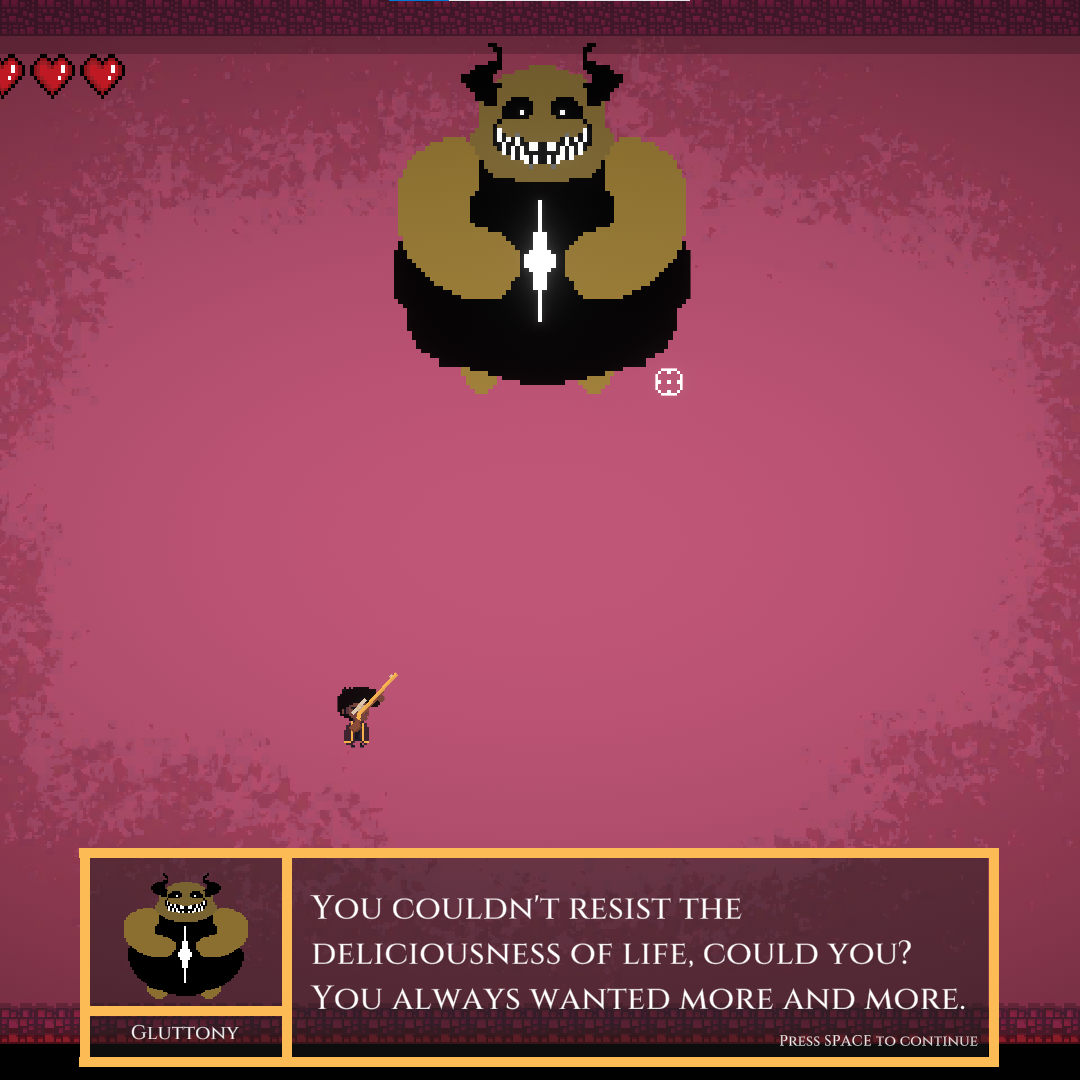 You couldn't resist the
deliciousness of life, could you?
You always wanted more and more.
Gluttony
Press SPACE to continue